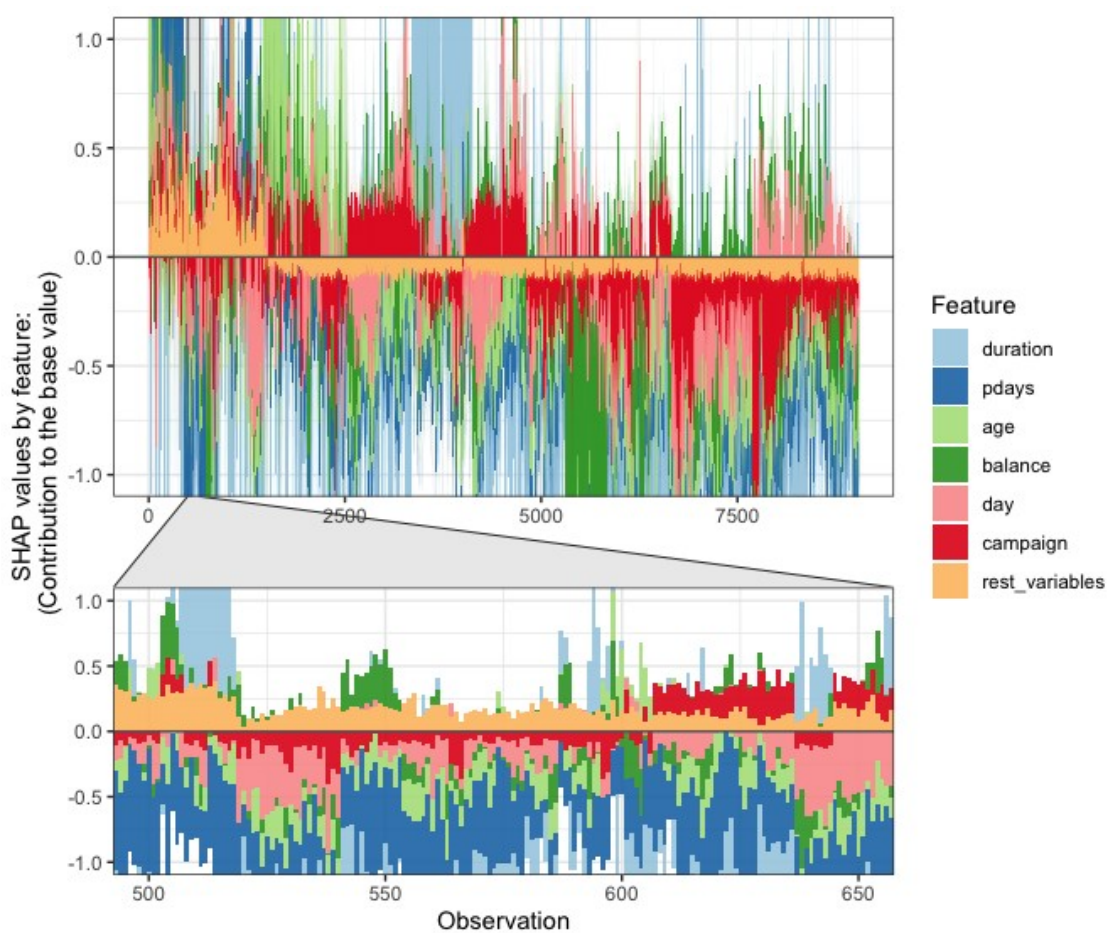 1.0
0.5
0.0
-0.5
-1.0
0
2500
5000
7500
SHAP values by feature:
(Contribution to the base value)
1.0
0.5
0.0
-0.5
-1.0
500
550
600
650
Observation
Feature
duration
pdays
age
balance
day
campaign
rest_variables